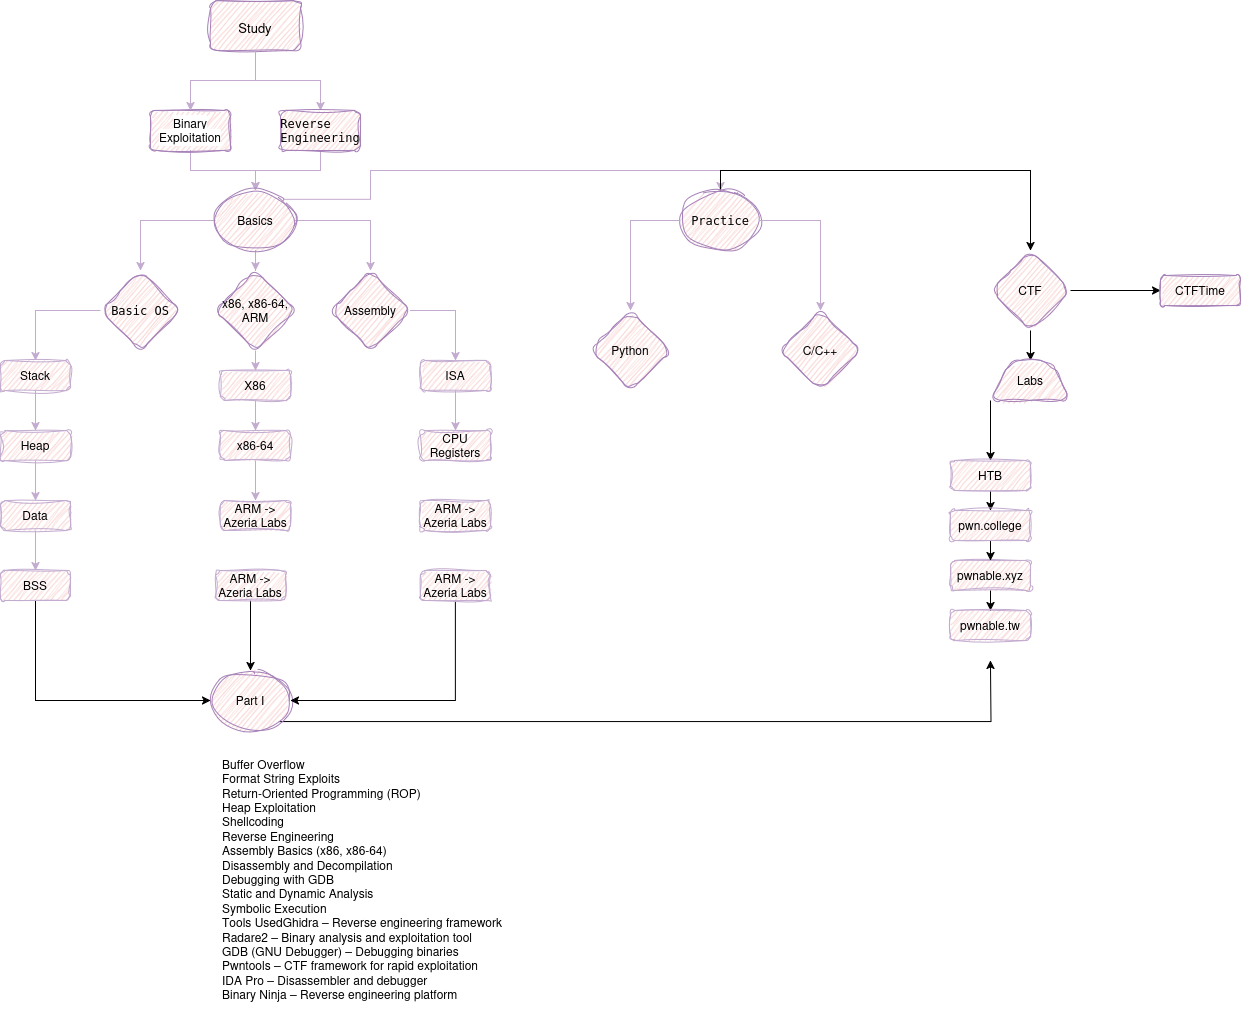 Study
Binary
Exploitation
Reverse
Engineering
Basics
Practice
Basic OS
x86, x86-64,
ARM
Assembly
Python
C/C++
CTF
CTFTime
Stack
X86
ISA
Labs
Heap
x86-64
CPU
Registers
HTB
Data
ARM ->
Azeria Labs
ARM ->
Azeria Labs
pwn.college
BSS
ARM ->
Azeria Labs
ARM ->
Azeria Labs
pwnable.xyz
pwnable.tw
Part I
Buffer Overflow
Format String Exploits
Return-Oriented Programming (ROP)
Heap Exploitation
Shellcoding
Reverse Engineering
Assembly Basics (x86, x86-64)
Disassembly and Decompilation
Debugging with GDB
Static and Dynamic Analysis
Symbolic Execution
Tools UsedGhidra – Reverse engineering framework
Radare2 – Binary analysis and exploitation tool
GDB (GNU Debugger) – Debugging binaries
Pwntools – CTF framework for rapid exploitation
IDA Pro – Disassembler and debugger
Binary Ninja – Reverse engineering platform